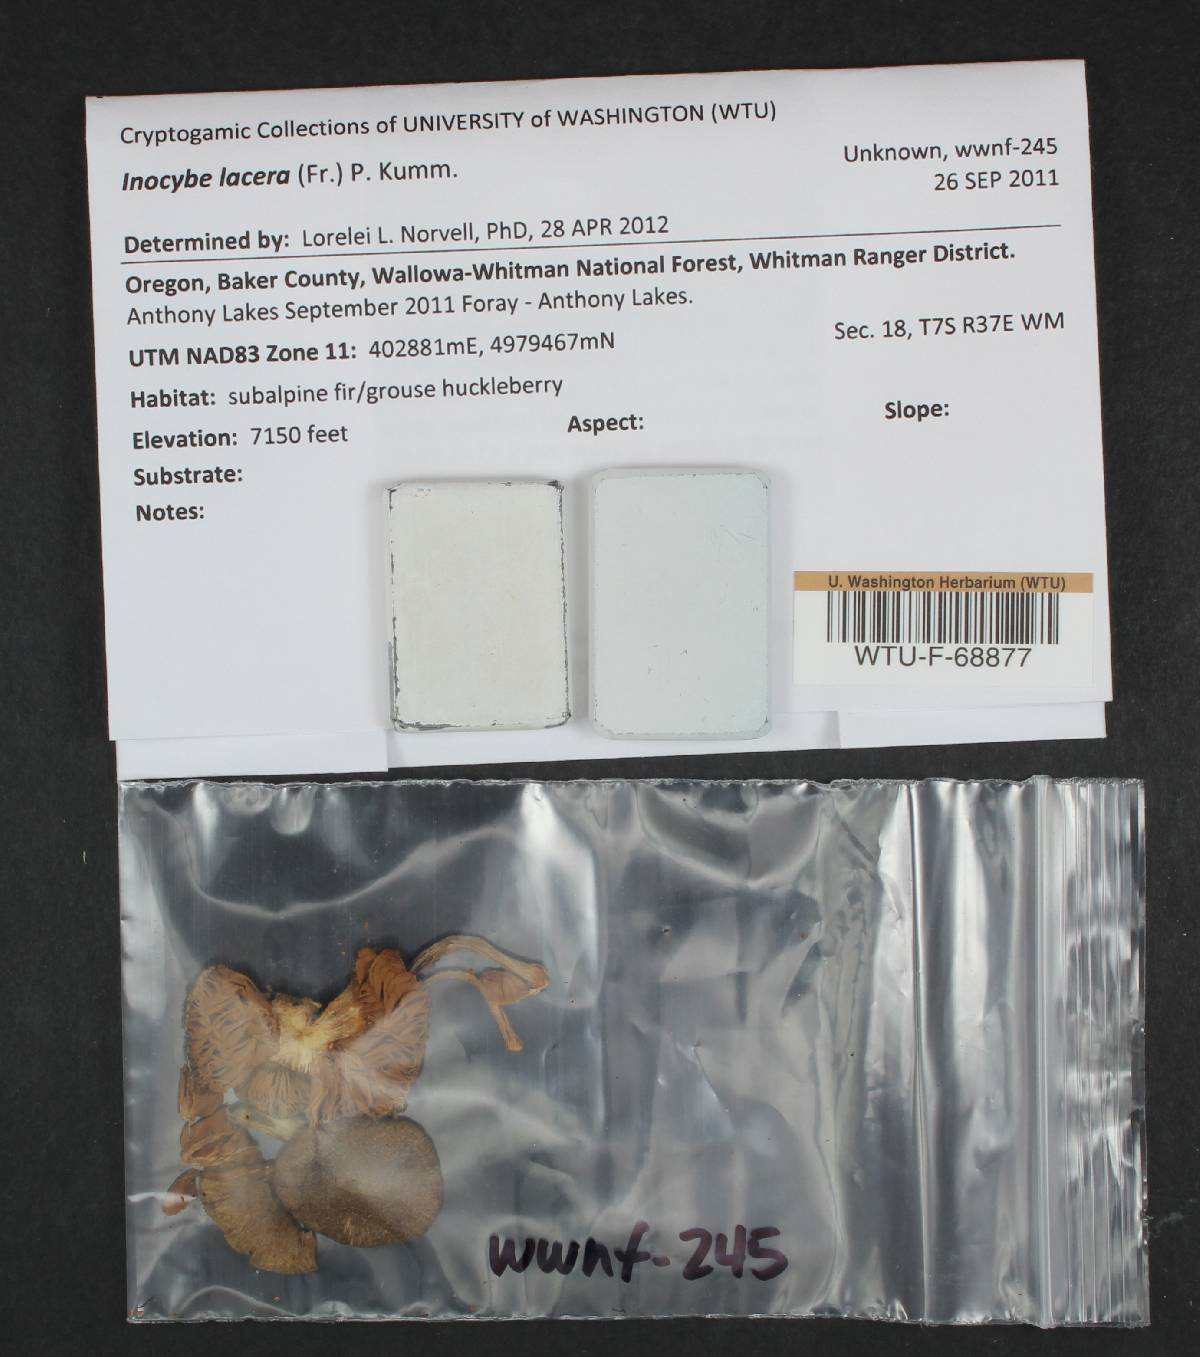 Cryptogamic Collections of UNIVERSITY of WASHINGTON (WTU)
Inocybe lacera (Fr.) P. Kumm.
Unknown, wwnf-245
26 SEP 2011
Determined by: Lorelei L. Norvell, PhD, 28 APR 2012
Oregon, Baker County, Wallowa-Whitman National Forest, Whitman Ranger District.
Anthony Lakes September 2011 Foray - Anthony Lakes.
UTM NAD83 Zone 11: 402881mE, 4979467mN
Sec. 18, T7S R37E WM
Habitat: subalpine fir/grouse huckleberry
Elevation: 7150 feet
Aspect:
Slope:
Substrate:
Notes:
U. Washington Herbarium (WTU)
WTU-F-68877
wwnf-245